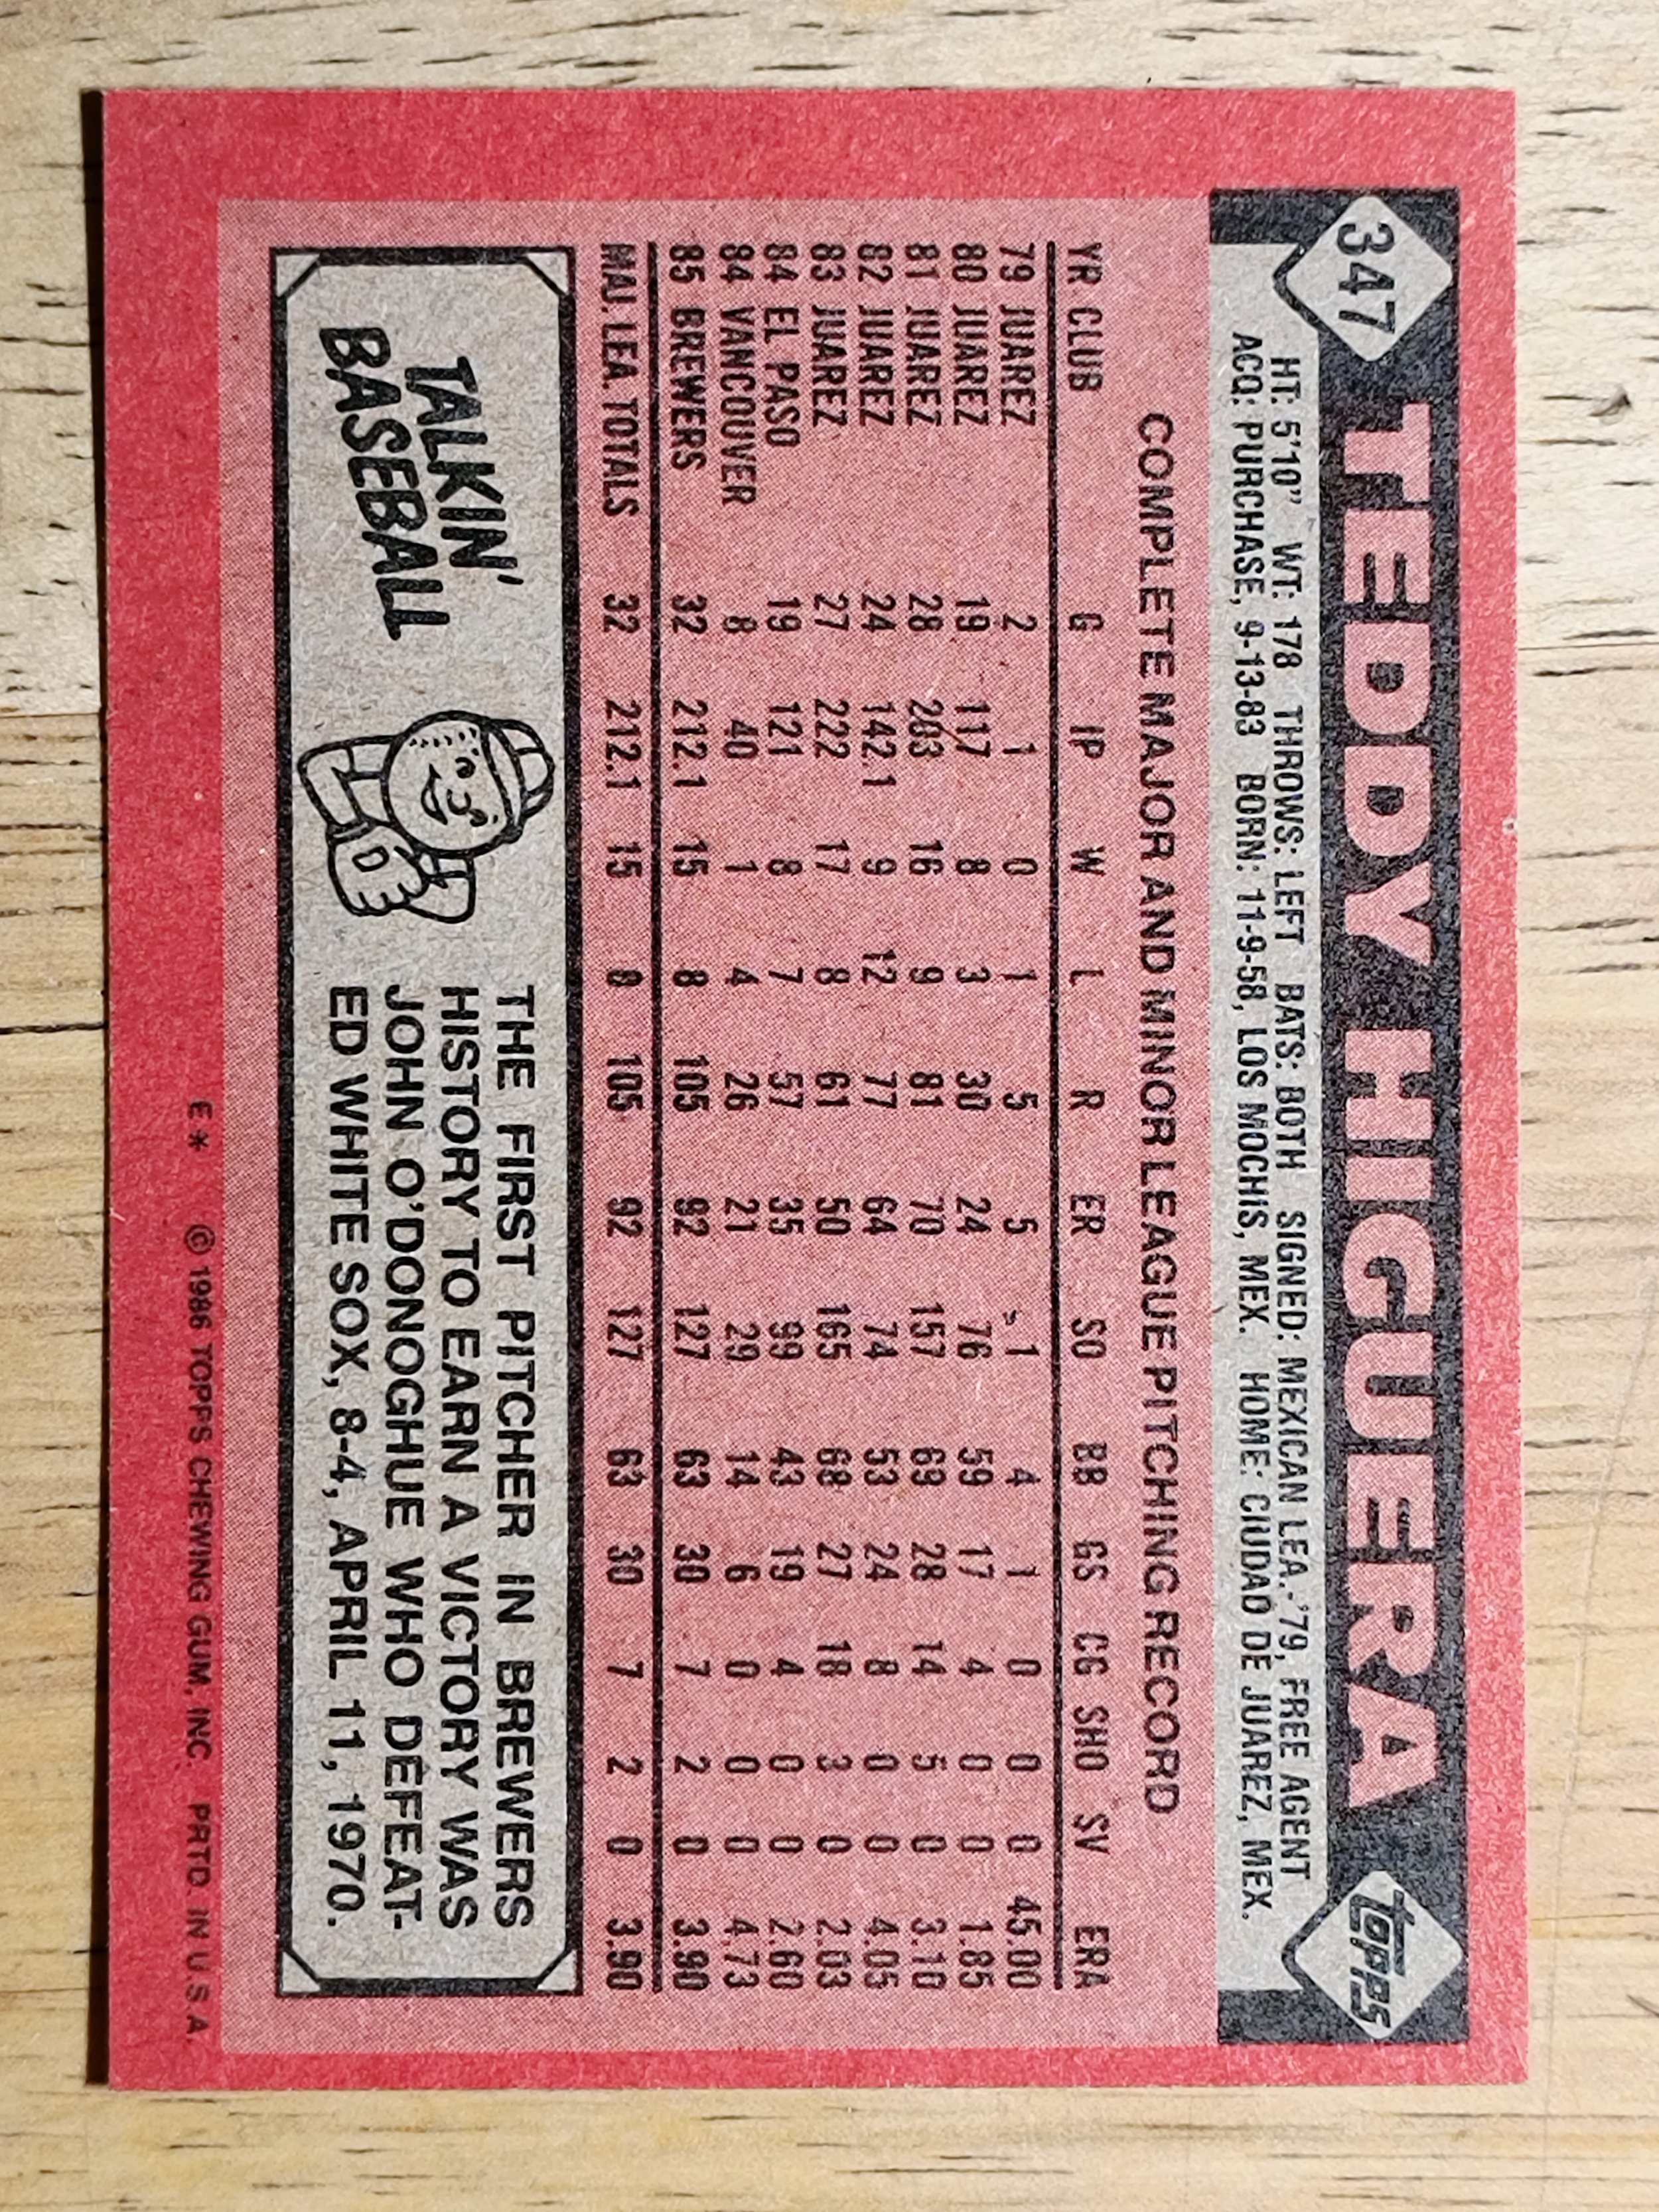 347 TEDDY HIGUERA topps
HT: 5'10" WT: 178 THROWS: LEFT BATS: BOTH SIGNED: MEXICAN LEA.-'79, FREE AGENT
ACQ: PURCHASE, 9-13-83 BORN: 11-9-58, LOS MOCHIS, MEX. HOME: CIUDAD DE JUAREZ, MEX.
COMPLETE MAJOR AND MINOR LEAGUE PITCHING RECORD
YR CLUB G IP W L R ER SO BB GS CG SHO SV ERA
79 JUAREZ 2 1 0 1 5 5 1 4 1 0 0 0 45.00
80 JUAREZ 19 117 8 3 30 24 76 59 17 4 0 0 1.85
81 JUAREZ 28 203 16 9 81 70 157 69 28 14 5 0 3.10
82 JUAREZ 24 142.1 9 12 77 64 74 53 24 8 0 0 4.05
83 JUAREZ 27 222 17 8 61 50 165 68 27 18 3 0 2.03
84 EL PASO 19 121 8 7 57 35 99 43 19 4 0 0 2.60
84 VANCOUVER 8 40 1 4 26 21 29 14 6 0 0 0 4.73
85 BREWERS 32 212.1 15 8 105 92 127 63 30 7 2 0 3.90
MAJ. LEA. TOTALS 32 212.1 15 8 105 92 127 63 30 7 2 0 3.90
TALKIN'
BASEBALL
THE FIRST PITCHER IN BREWERS
HISTORY TO EARN A VICTORY WAS
JOHN O'DONOGHUE WHO DEFEAT-
ED WHITE SOX, 8-4, APRIL 11, 1970.
E* © 1986 TOPPS CHEWING GUM, INC. PRTD. IN U.S.A.